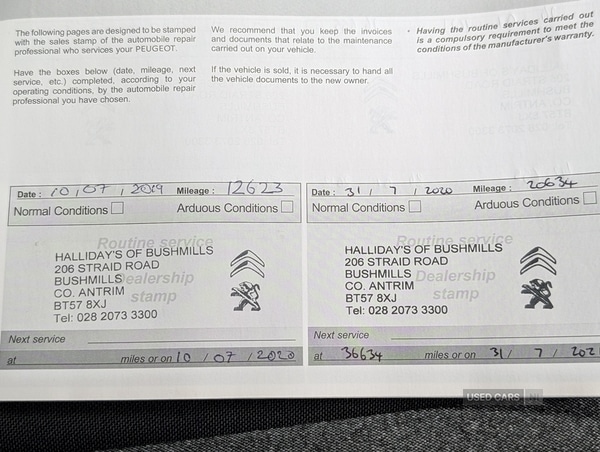 The following pages are designed to be stamped
with the sales stamp of the automobile repair
professional who services your PEUGEOT.
Have the boxes below (date, mileage, next
service, etc.) completed, according to your
operating conditions, by the automobile repair
professional you have chosen.
We recommend that you keep the invoices
and documents that relate to the maintenance
carried out on your vehicle.
If the vehicle is sold, it is necessary to hand all
the vehicle documents to the new owner.
• Having the routine services carried out
is a compulsory requirement to meet the
conditions of the manufacturer's warranty.
Date : 10 / 07 / 2019 Mileage : 12623
Normal Conditions Arduous Conditions
Routine service
Dealership
stamp
HALLIDAY'S OF BUSHMILLS
206 STRAID ROAD
BUSHMILLS
CO. ANTRIM
BT57 8XJ
Tel: 028 2073 3300
Next service
at miles or on 10 / 07 / 2020
Date : 31 / 7 / 2020 Mileage : 20634
Normal Conditions Arduous Conditions
Routine service
Dealership
stamp
HALLIDAY'S OF BUSHMILLS
206 STRAID ROAD
BUSHMILLS
CO. ANTRIM
BT57 8XJ
Tel: 028 2073 3300
Next service
at 36634 miles or on 31 / 7 / 202
USED CARS NI